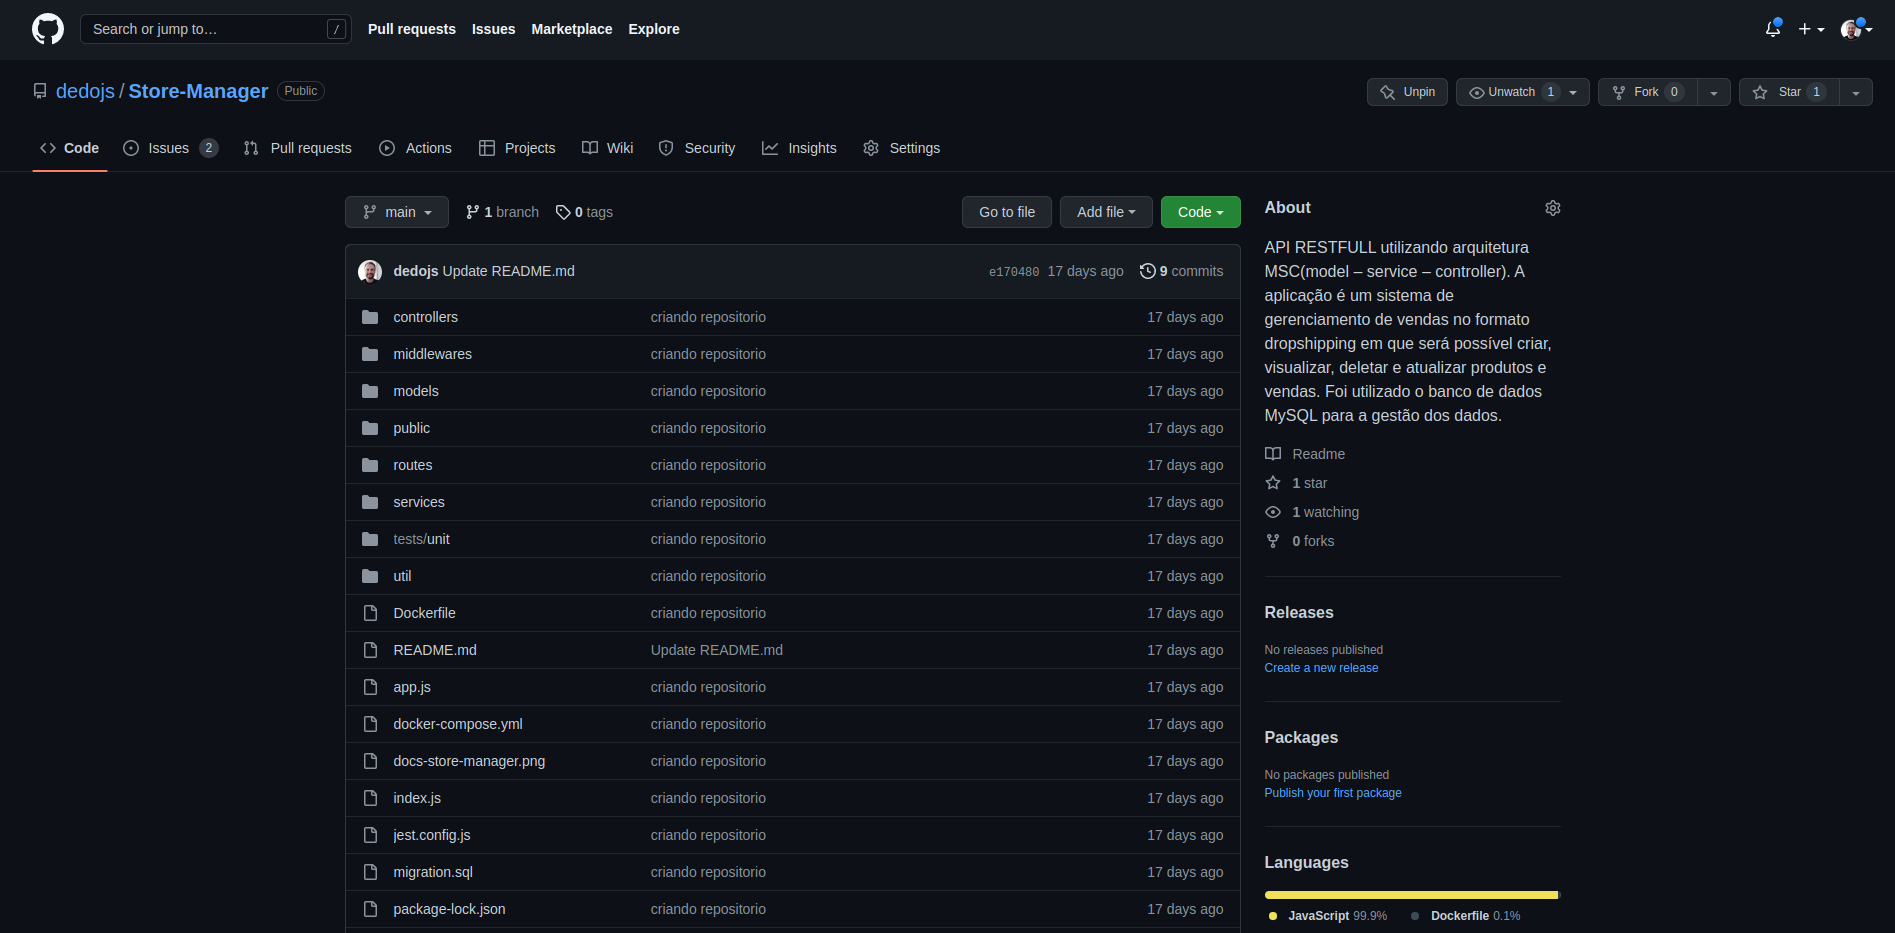 Search or jump to… /
Pull requests Issues Marketplace Explore
dedojs / Store-Manager Public
Unpin Unwatch 1 Fork 0 Star 1
Code Issues 2 Pull requests Actions Projects Wiki Security Insights Settings
main 1 branch 0 tags Go to file Add file Code
dedojs Update README.md e170480 17 days ago 9 commits
controllers criando repositorio 17 days ago
middlewares criando repositorio 17 days ago
models criando repositorio 17 days ago
public criando repositorio 17 days ago
routes criando repositorio 17 days ago
services criando repositorio 17 days ago
tests/unit criando repositorio 17 days ago
util criando repositorio 17 days ago
Dockerfile criando repositorio 17 days ago
README.md Update README.md 17 days ago
app.js criando repositorio 17 days ago
docker-compose.yml criando repositorio 17 days ago
docs-store-manager.png criando repositorio 17 days ago
index.js criando repositorio 17 days ago
jest.config.js criando repositorio 17 days ago
migration.sql criando repositorio 17 days ago
package-lock.json criando repositorio 17 days ago
About
API RESTFULL utilizando arquitetura
MSC(model – service – controller). A
aplicação é um sistema de
gerenciamento de vendas no formato
dropshipping em que será possível criar,
visualizar, deletar e atualizar produtos e
vendas. Foi utilizado o banco de dados
MySQL para a gestão dos dados.
Readme
1 star
1 watching
0 forks
Releases
No releases published
Create a new release
Packages
No packages published
Publish your first package
Languages
JavaScript 99.9% Dockerfile 0.1%